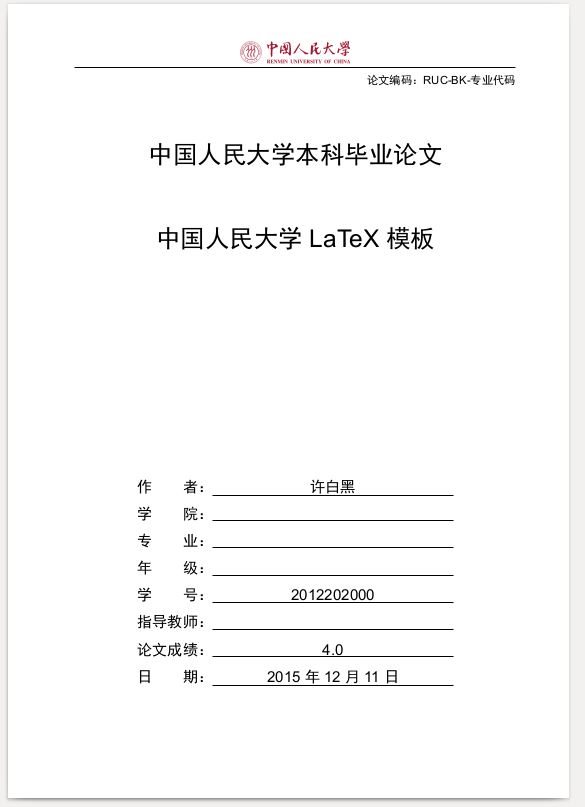 中国人民大学
RENMIN UNIVERSITY OF CHINA
论文编码：RUC-BK-专业代码
中国人民大学本科毕业论文
中国人民大学 LaTeX 模板
作 者： 许白黑
学 院：
专 业：
年 级：
学 号： 2012202000
指导教师：
论文成绩： 4.0
日 期： 2015 年 12 月 11 日